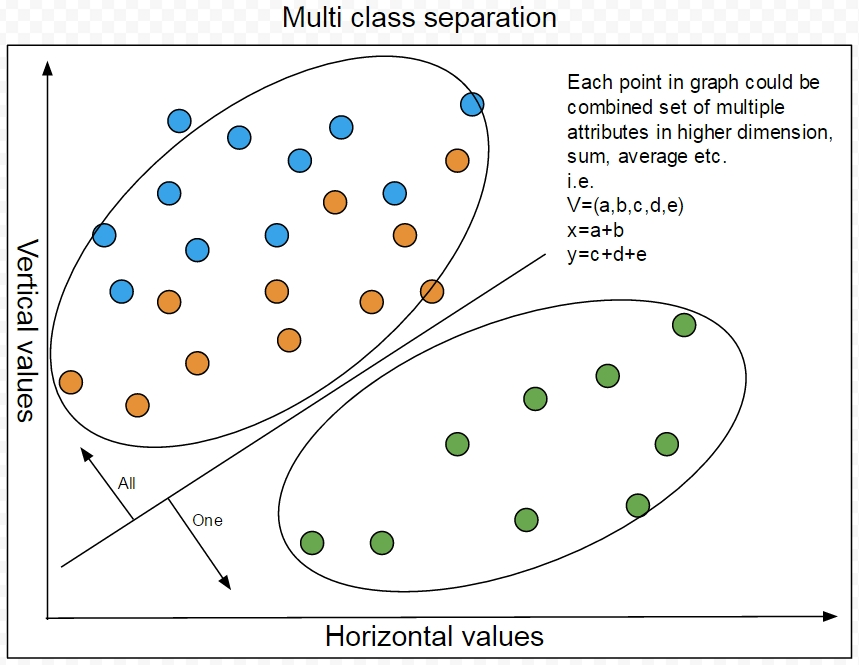 Multi class separation
Each point in graph could be
combined set of multiple
attributes in higher dimension,
sum, average etc.
i.e.
V=(a,b,c,d,e)
x=a+b
y=c+d+e
Vertical values
All
One
Horizontal values